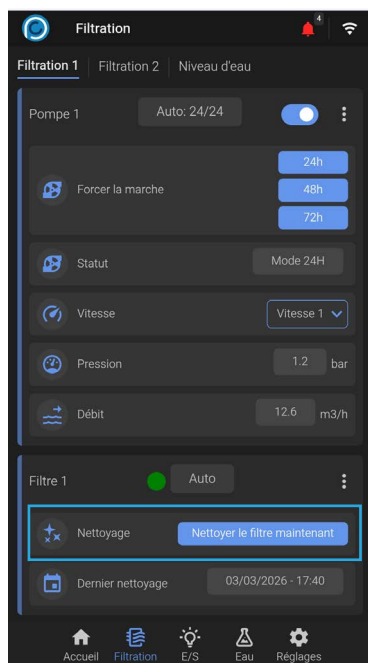 Filtration
4
Filtration 1 Filtration 2 Niveau d'eau
Pompe 1 Auto: 24/24
Forcer la marche
24h
48h
72h
Statut Mode 24H
Vitesse Vitesse 1
Pression 1.2 bar
Débit 12.6 m3/h
Filtre 1 Auto
Nettoyage Nettoyer le filtre maintenant
Dernier nettoyage 03/03/2026 - 17:40
Accueil Filtration E/S Eau Réglages